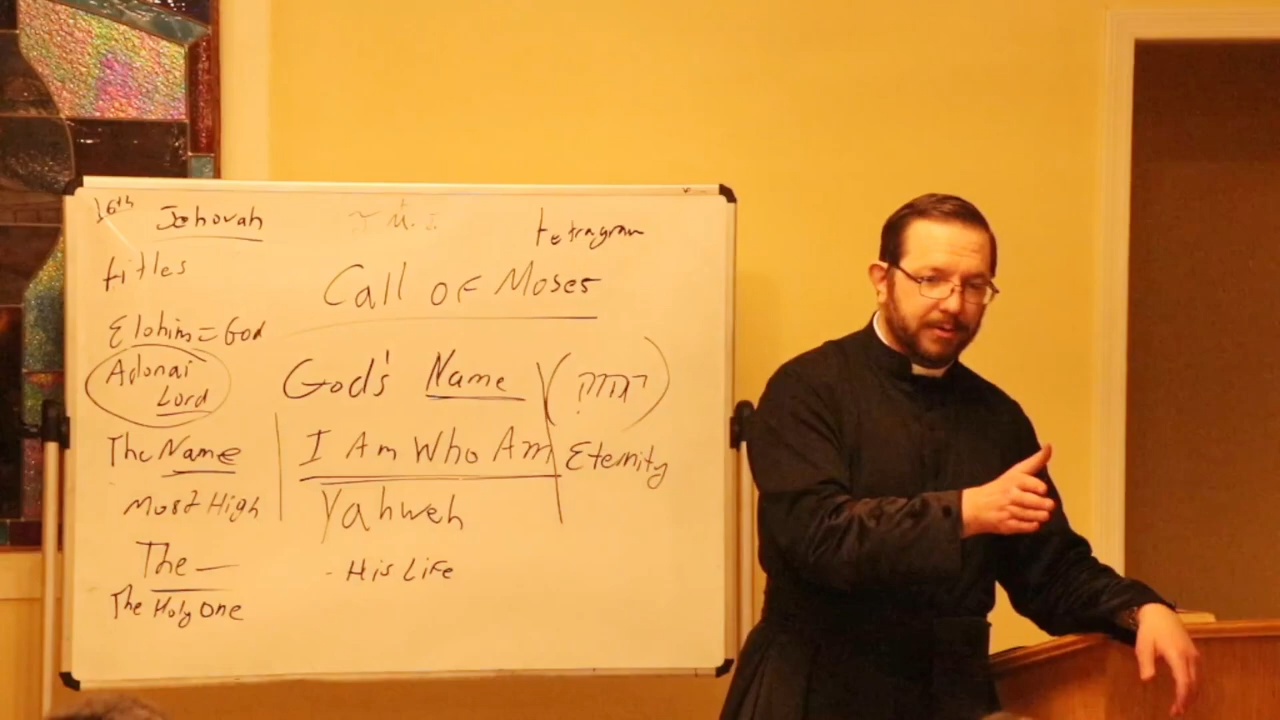 16th Jehovah
tetragram
titles
Call of Moses
Elohim = God
Adonai
Lord
God's Name
The Name
I Am Who Am
Eternity
Most High
Yahweh
The —
- His Life
The Holy One